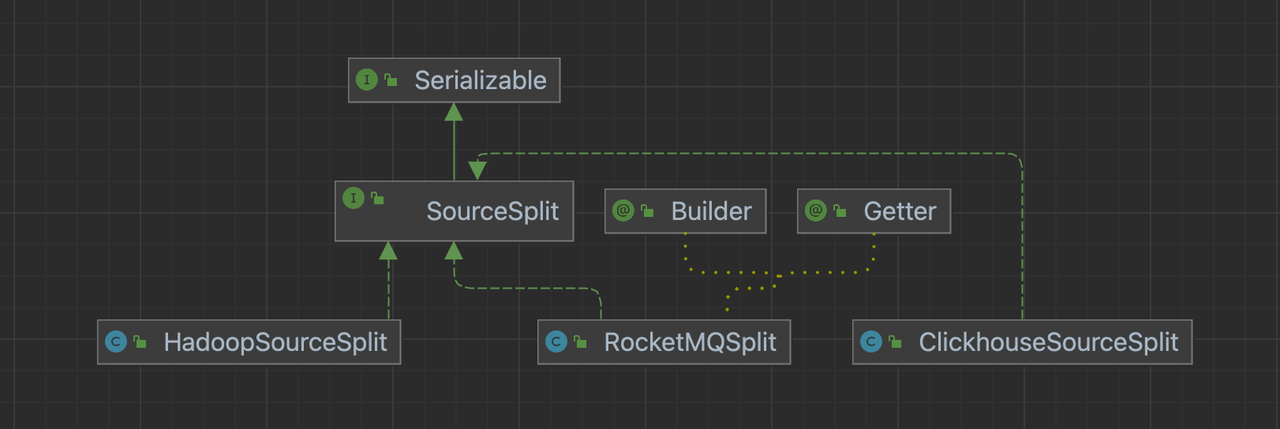 I Serializable
I SourceSplit
@ Builder
@ Getter
C HadoopSourceSplit
C RocketMQSplit
C ClickhouseSourceSplit